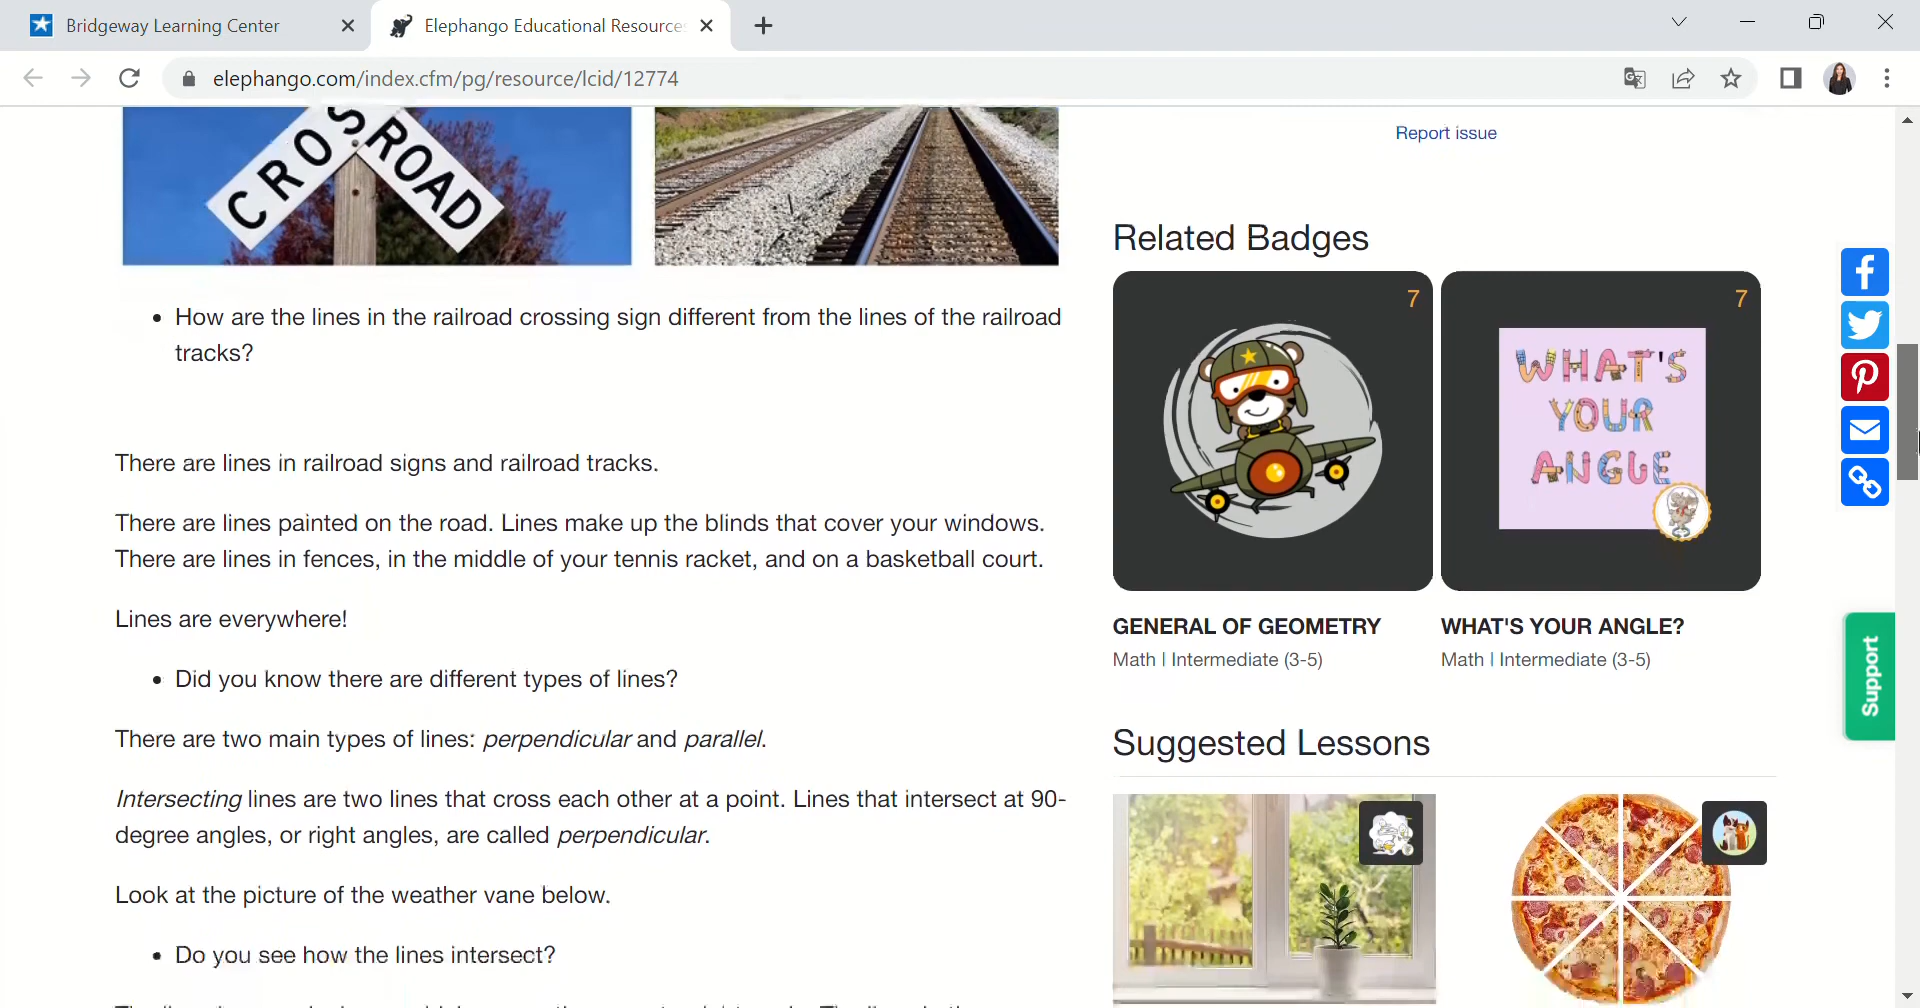 Bridgeway Learning Center
Elephango Educational Resources
elephango.com/index.cfm/pg/resource/lcid/12774
CROS
ROAD
Report issue
Related Badges
How are the lines in the railroad crossing sign different from the lines of the railroad
tracks?
7
7
WHAT'S
YOUR
ANGLE
There are lines in railroad signs and railroad tracks.
There are lines painted on the road. Lines make up the blinds that cover your windows.
There are lines in fences, in the middle of your tennis racket, and on a basketball court.
Lines are everywhere!
GENERAL OF GEOMETRY
Math | Intermediate (3-5)
WHAT'S YOUR ANGLE?
Math | Intermediate (3-5)
Support
Did you know there are different types of lines?
There are two main types of lines: perpendicular and parallel.
Suggested Lessons
Intersecting lines are two lines that cross each other at a point. Lines that intersect at 90-
degree angles, or right angles, are called perpendicular.
Look at the picture of the weather vane below.
Do you see how the lines intersect?